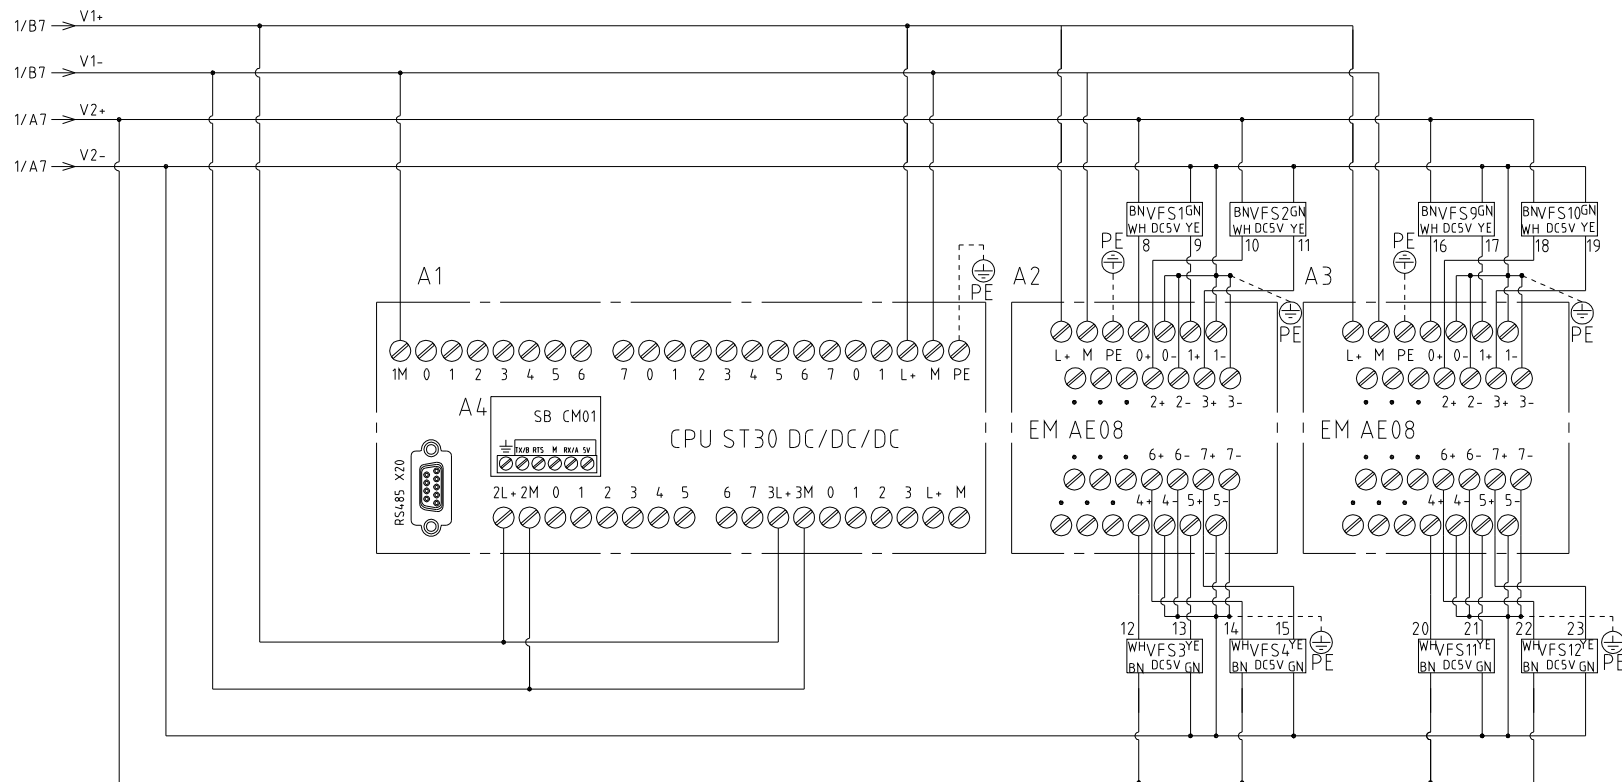 1/B7 V1+
1/B7 V1-
1/A7 V2+
1/A7 V2-
BN VFS1 GN
WH DC5V YE
BN VFS2 GN
WH DC5V YE
BN VFS9 GN
WH DC5V YE
BN VFS10 GN
WH DC5V YE
8 9 10 11
16 17 18 19
PE
PE
A1
PE
A2
PE
A3
PE
1M 0 1 2 3 4 5 6 7 0 1 2 3 4 5 6 7 0 1 L+ M PE
L+ M PE 0+ 0- 1+ 1-
2+ 2- 3+ 3-
L+ M PE 0+ 0- 1+ 1-
2+ 2- 3+ 3-
A4
SB CM01
TX/B RTS M RX/A 5V
CPU ST30 DC/DC/DC
EM AE08
EM AE08
RS485 X20
2L+ 2M 0 1 2 3 4 5 6 7 3L+ 3M 0 1 2 3 L+ M
6+ 6- 7+ 7-
4+ 4- 5+ 5-
6+ 6- 7+ 7-
4+ 4- 5+ 5-
12 13 14 15
20 21 22 23
WH VFS3 YE
BN DC5V GN
WH VFS4 YE
BN DC5V GN
PE
WH VFS11 YE
BN DC5V GN
WH VFS12 YE
BN DC5V GN
PE